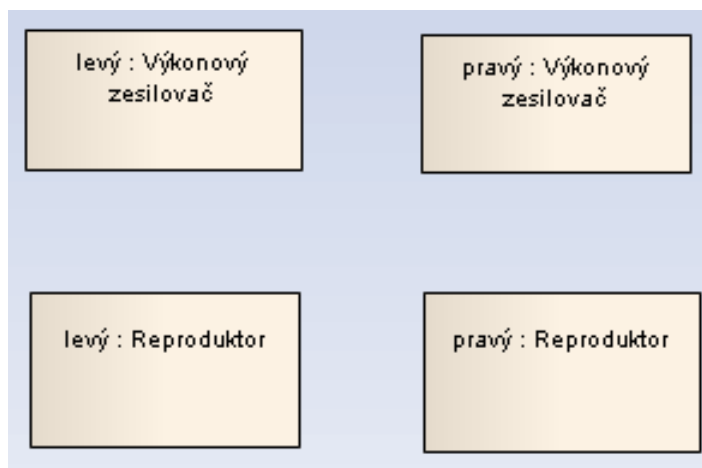 levý : Výkonový
zesilovač
pravý : Výkonový
zesilovač
levý : Reproduktor
pravý : Reproduktor